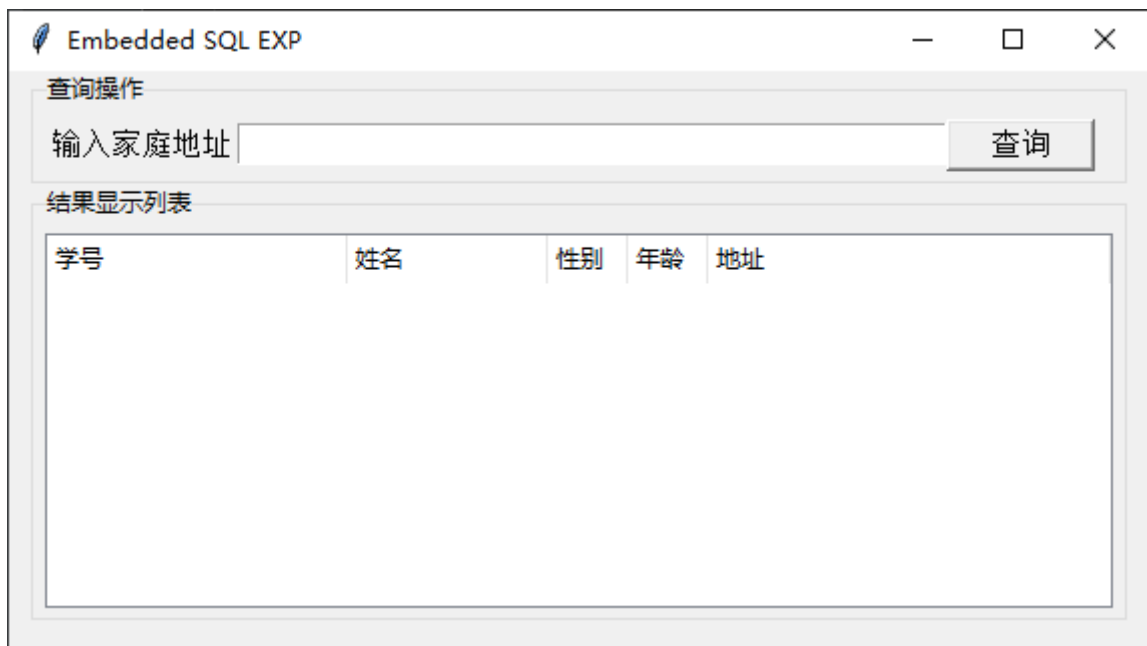 Embedded SQL EXP
查询操作
输入家庭地址 查询
结果显示列表
学号 姓名 性别 年龄 地址